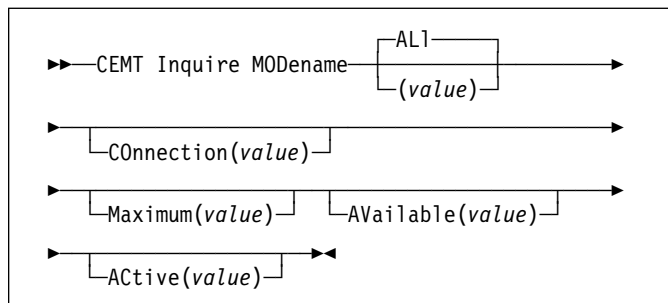 ALl
CEMT Inquire MODename
(value)
COnnection(value)
Maximum(value) AVailable(value)
ACtive(value)